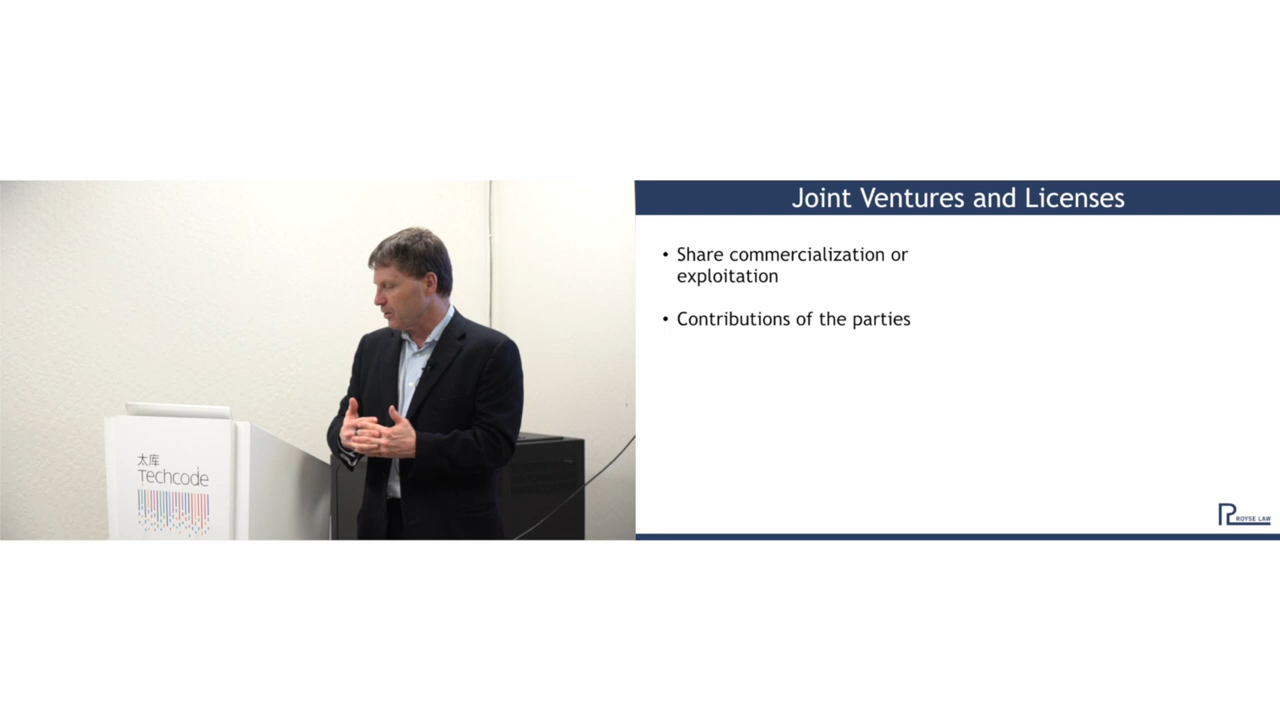 太库
Techcode
Joint Ventures and Licenses
• Share commercialization or
exploitation
• Contributions of the parties
ROYSE LAW